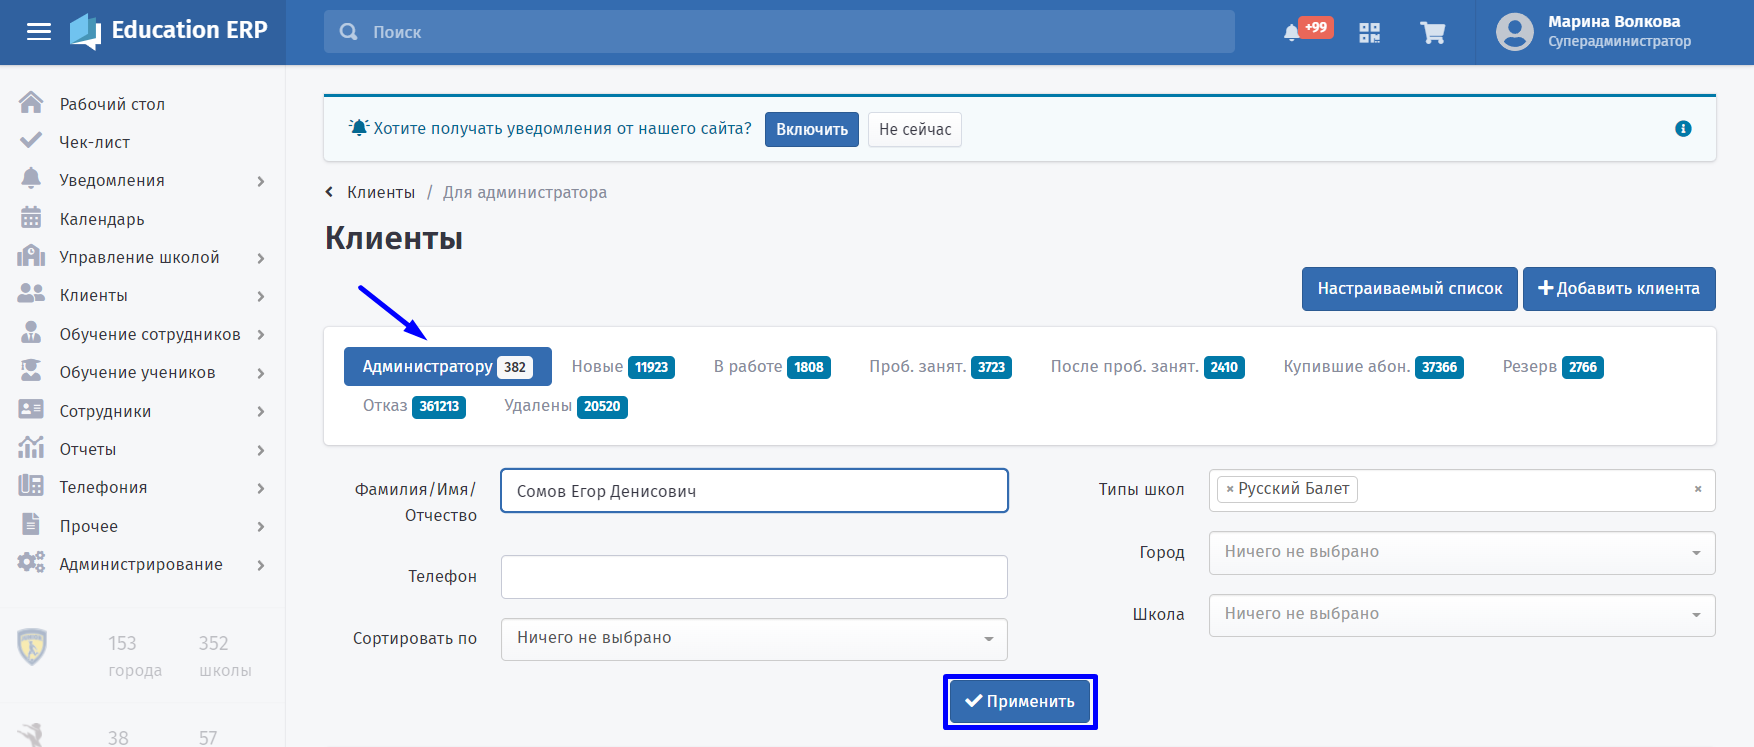 Education ERP
Поиск
+99
Марина Волкова
Суперадминистратор
Рабочий стол
Чек-лист
Уведомления
Календарь
Управление школой
Клиенты
Обучение сотрудников
Обучение учеников
Сотрудники
Отчеты
Телефония
Прочее
Администрирование
153 352
города школы
38 57
Хотите получать уведомления от нашего сайта? Включить Не сейчас
Клиенты / Для администратора
Клиенты
Настраиваемый список Добавить клиента
Администратору 382 Новые 11923 В работе 1808 Проб. занят. 3723 После проб. занят. 2410 Купившие абон. 37366 Резерв 2766
Отказ 361213 Удалены 20520
Фамилия/Имя/
Отчество
Сомов Егор Денисович
Телефон
Сортировать по Ничего не выбрано
Типы школ × Русский Балет ×
Город Ничего не выбрано
Школа Ничего не выбрано
Применить